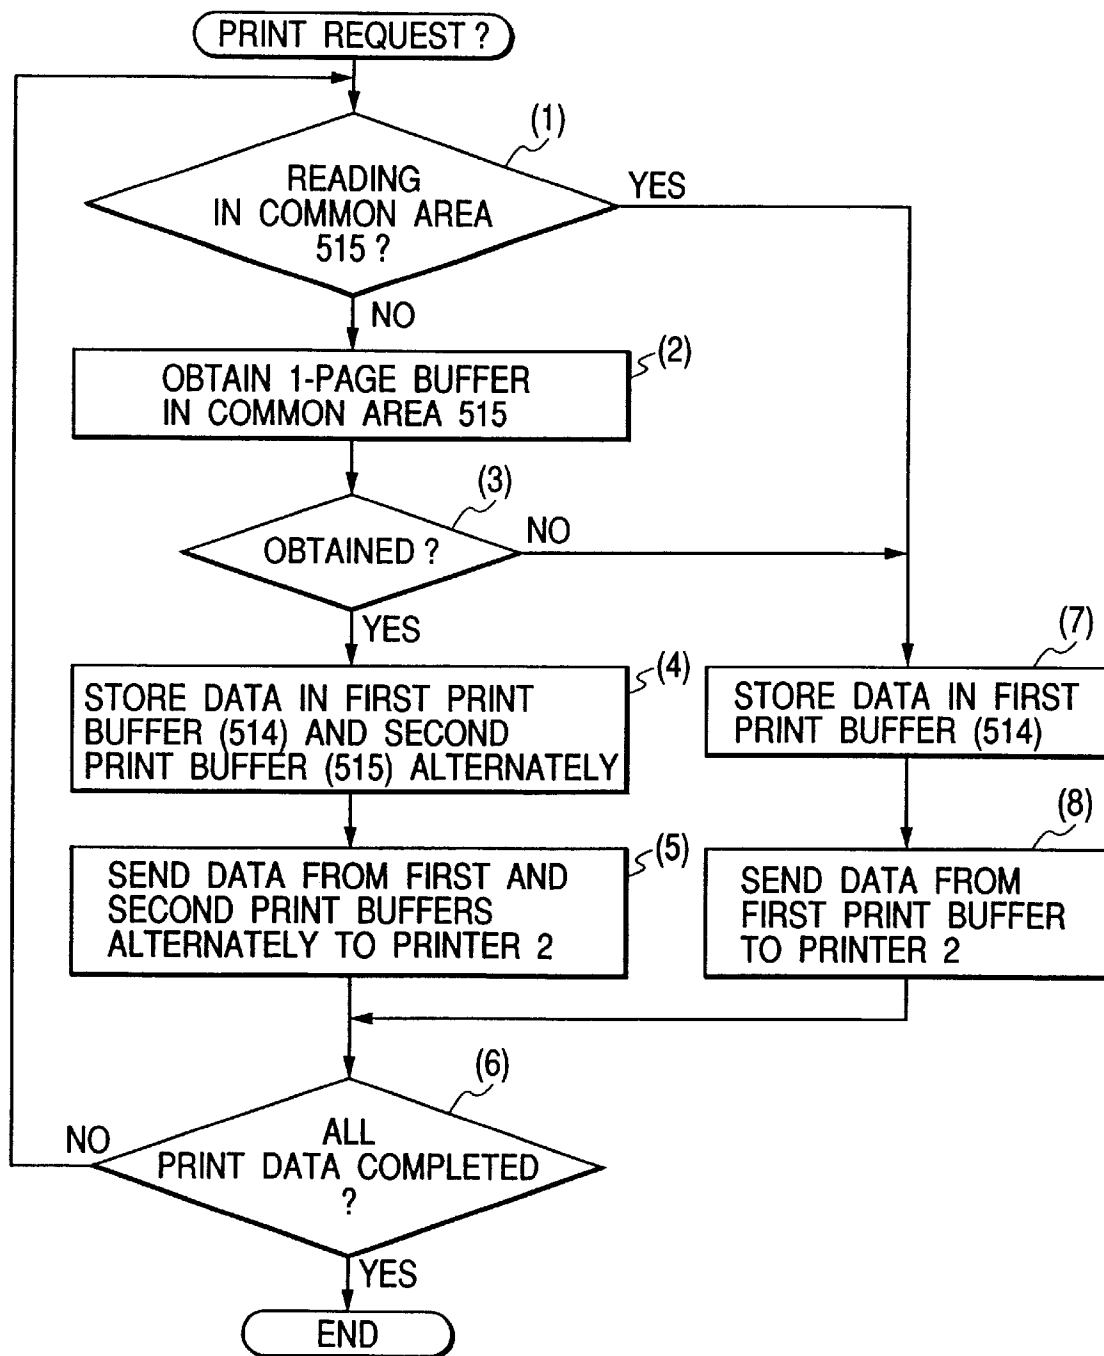 PRINT REQUEST ?
(1)
READING
IN COMMON AREA
515 ?
YES
NO
(2)
OBTAIN 1-PAGE BUFFER
IN COMMON AREA 515
(3)
OBTAINED ?
NO
YES
(4)
STORE DATA IN FIRST PRINT
BUFFER (514) AND SECOND
PRINT BUFFER (515) ALTERNATELY
(7)
STORE DATA IN FIRST
PRINT BUFFER (514)
(5)
SEND DATA FROM FIRST AND
SECOND PRINT BUFFERS
ALTERNATELY TO PRINTER 2
(8)
SEND DATA FROM
FIRST PRINT BUFFER
TO PRINTER 2
(6)
ALL
PRINT DATA COMPLETED
?
NO
YES
END